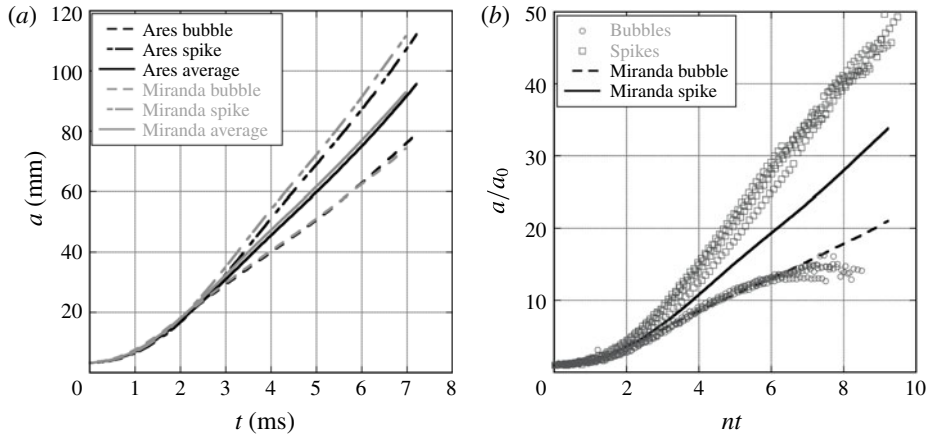 (a)
120
100
80
60
40
20
0
1
2
3
4
5
6
7
8
a (mm)
t (ms)
Ares bubble
Ares spike
Ares average
Miranda bubble
Miranda spike
Miranda average
(b)
50
40
30
20
10
0
2
4
6
8
10
a/a₀
nt
Bubbles
Spikes
Miranda bubble
Miranda spike